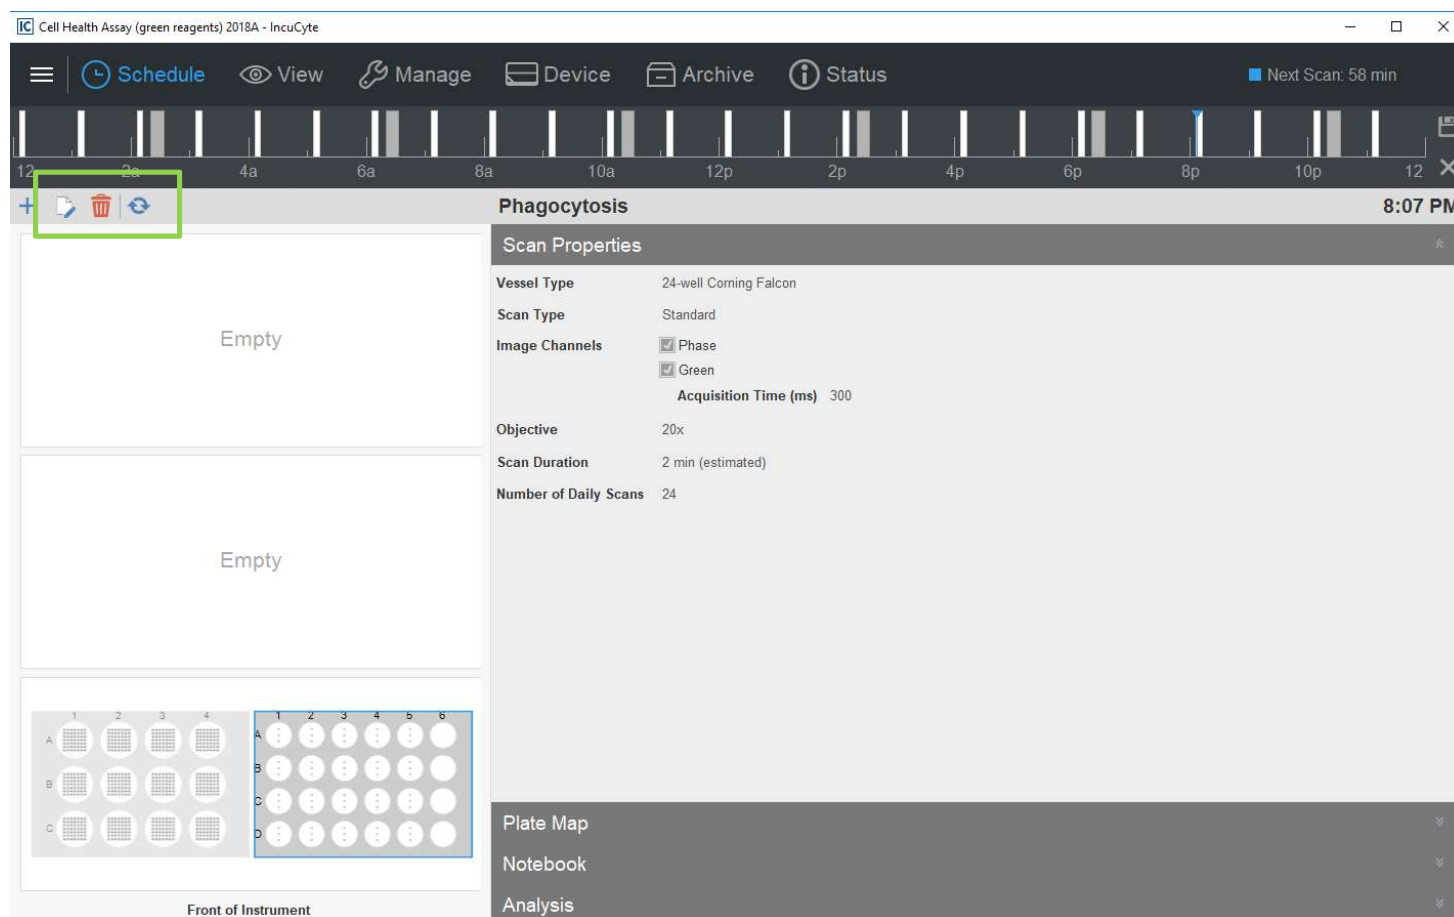 IC Cell Health Assay (green reagents) 2018A - IncuCyte
Schedule View Manage Device Archive Status Next Scan: 58 min
12 2a 4a 6a 8a 10a 12p 2p 4p 6p 8p 10p 12
Phagocytosis 8:07 PM
Scan Properties
Vessel Type 24-well Corning Falcon
Scan Type Standard
Image Channels Phase
Green
Acquisition Time (ms) 300
Objective 20x
Scan Duration 2 min (estimated)
Number of Daily Scans 24
Empty
Empty
1 2 3 4 1 2 3 4 5 6
A A
B B
C C
D
Plate Map
Notebook
Analysis
Front of Instrument